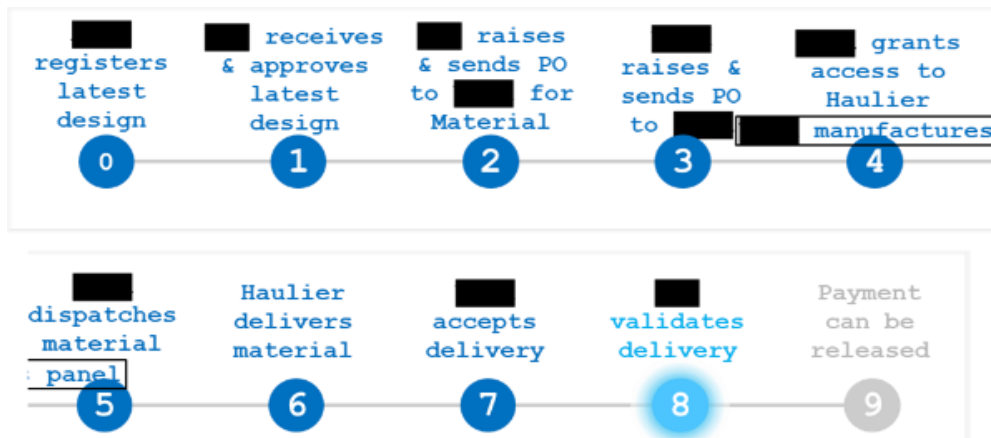 registers
latest
design
0
receives
& approves
latest
design
1
raises
& sends PO
to for
Material
2
raises &
sends PO
to
3
grants
access to
Haulier
manufactures
4
dispatches
material
panel
5
Haulier
delivers
material
6
accepts
delivery
7
validates
delivery
8
Payment
can be
released
9